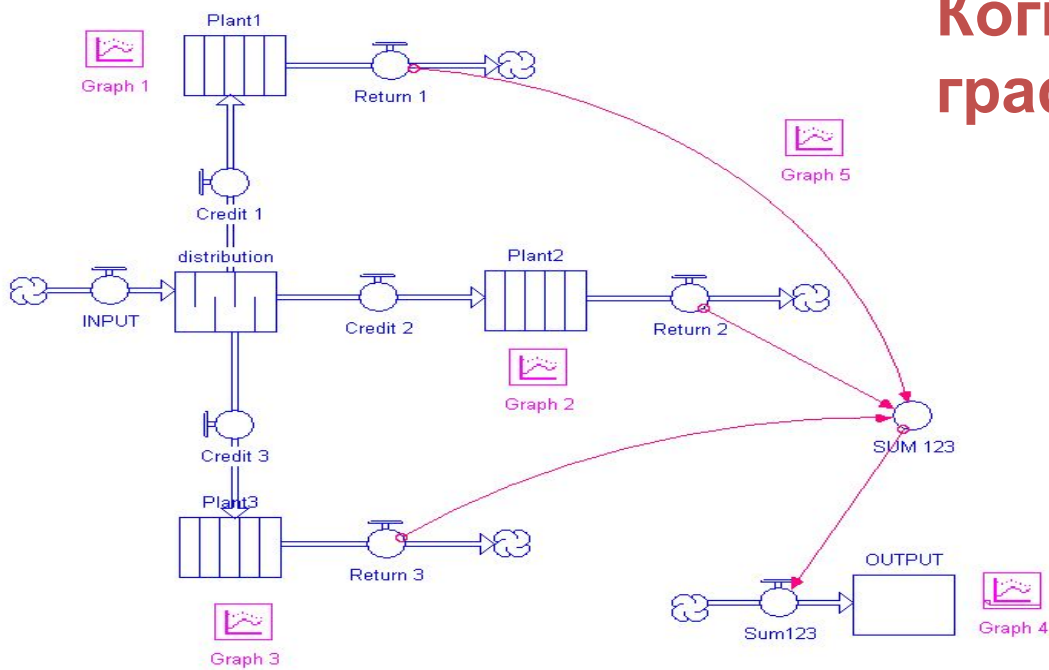 Plant1
Graph 1
Return 1
Graph 5
Credit 1
distribution
Plant2
INPUT
Credit 2
Return 2
Graph 2
SUM 123
Credit 3
Plant3
Return 3
OUTPUT
Sum123
Graph 4
Graph 3